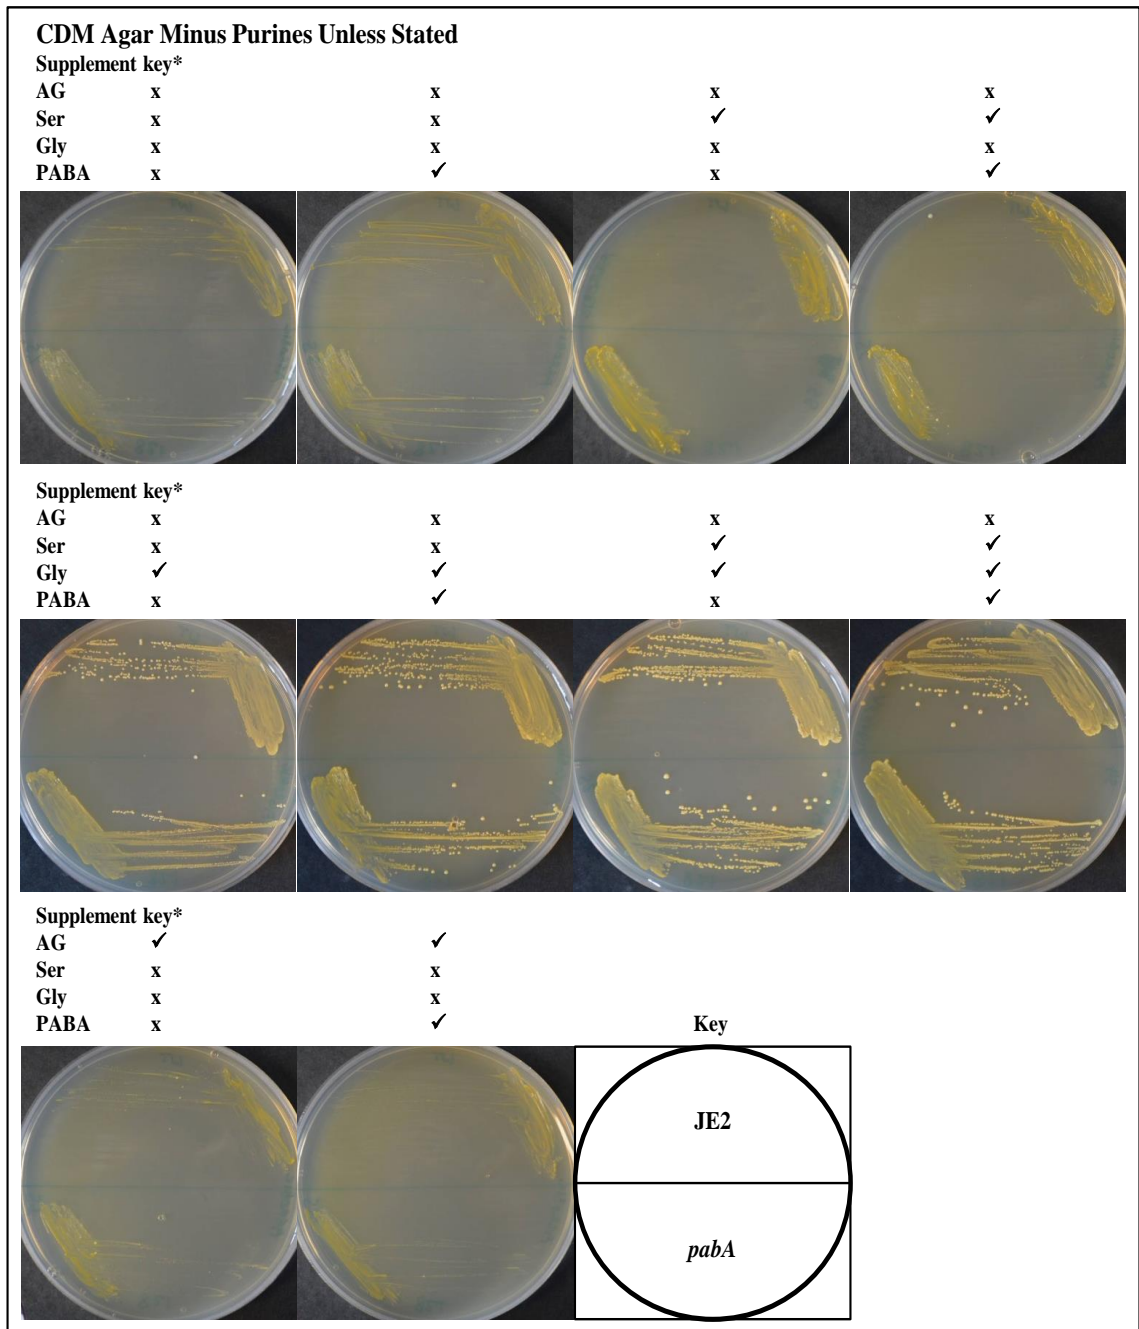 CDM Agar Minus Purines Unless Stated
Supplement key*
AG x x x x
Ser x x ✓ ✓
Gly x x x x
PABA x ✓ x ✓
Supplement key*
AG x x x x
Ser x x ✓ ✓
Gly ✓ ✓ ✓ ✓
PABA x ✓ x ✓
Supplement key*
AG ✓ ✓
Ser x x
Gly x x
PABA x ✓
Key
JE2
pabA